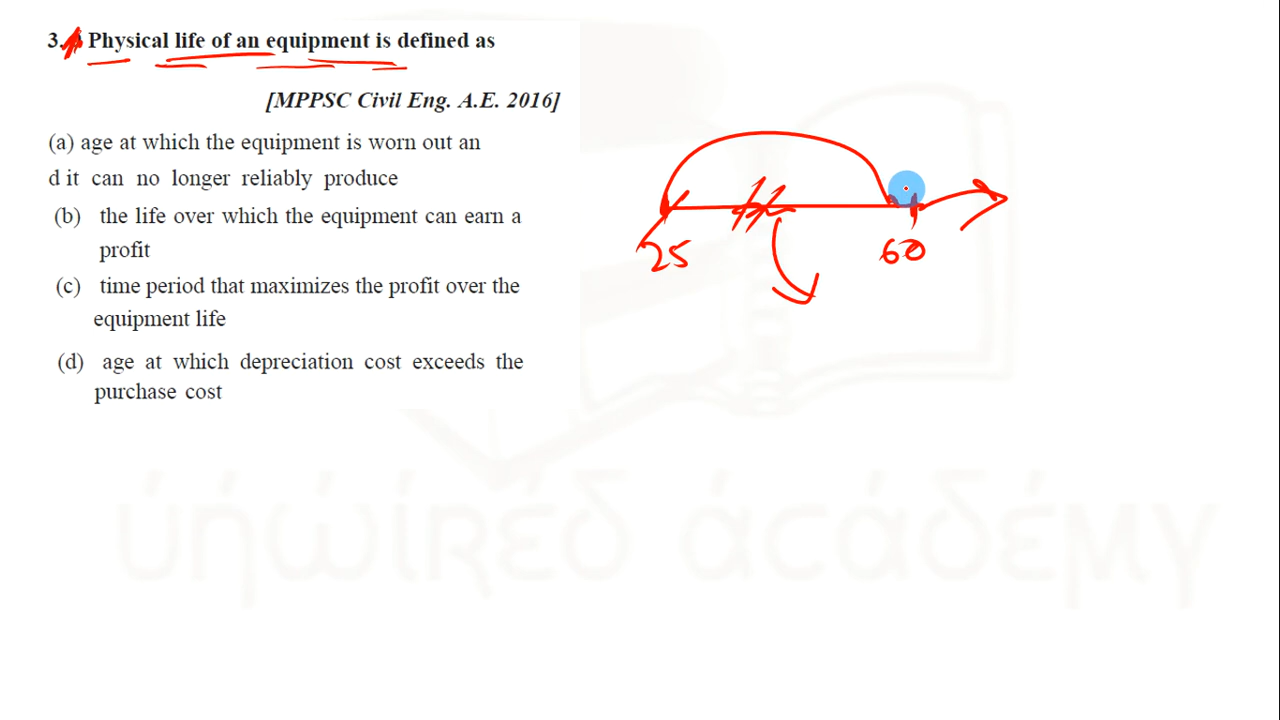 3. Physical life of an equipment is defined as
[MPPSC Civil Eng. A.E. 2016]
(a) age at which the equipment is worn out an
d it can no longer reliably produce
(b) the life over which the equipment can earn a
profit
(c) time period that maximizes the profit over the
equipment life
(d) age at which depreciation cost exceeds the
purchase cost
25
60